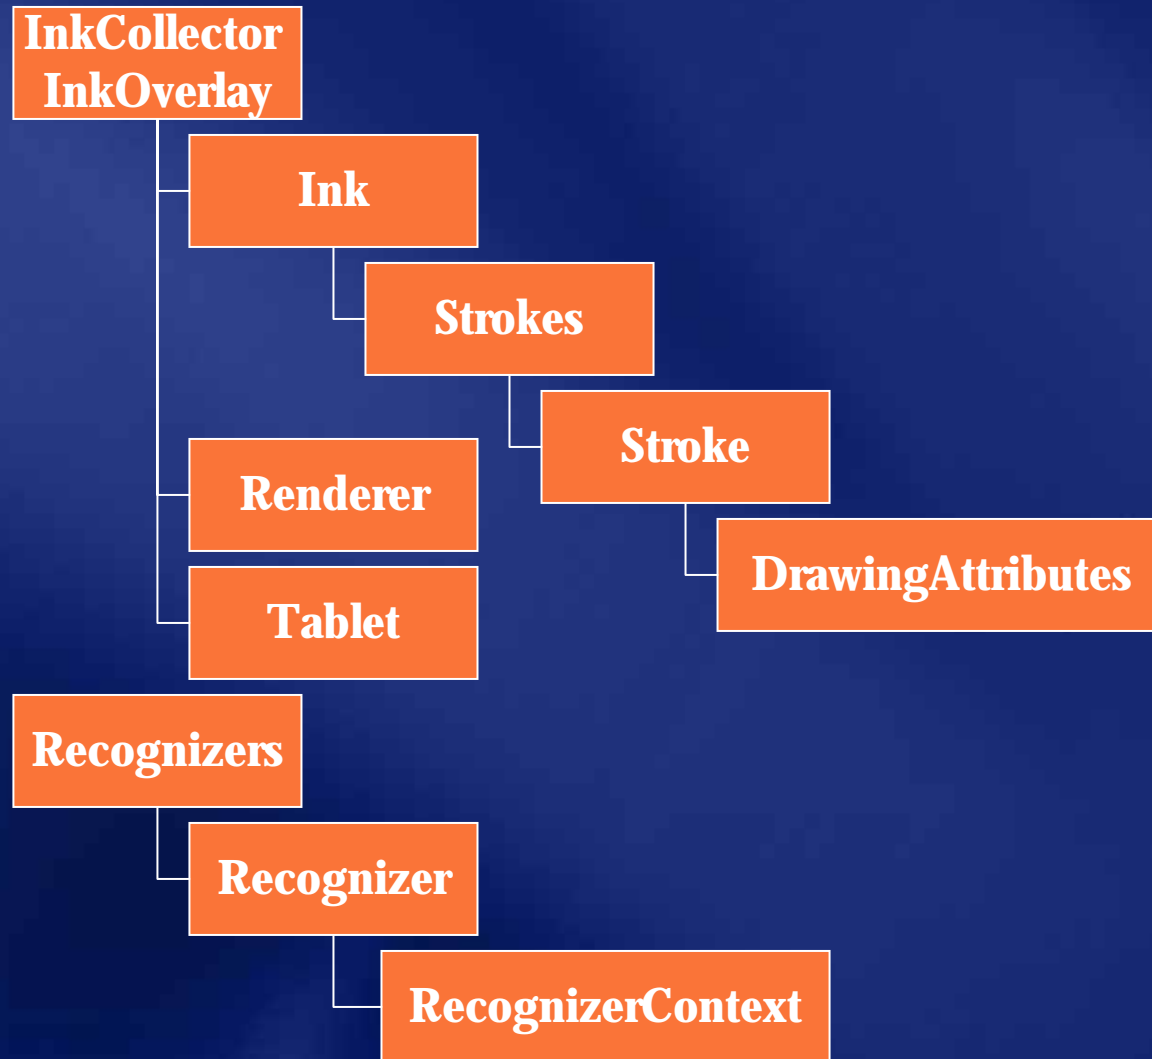 InkCollector
InkOverlay
Ink
Strokes
Stroke
DrawingAttributes
Renderer
Tablet
Recognizers
Recognizer
RecognizerContext